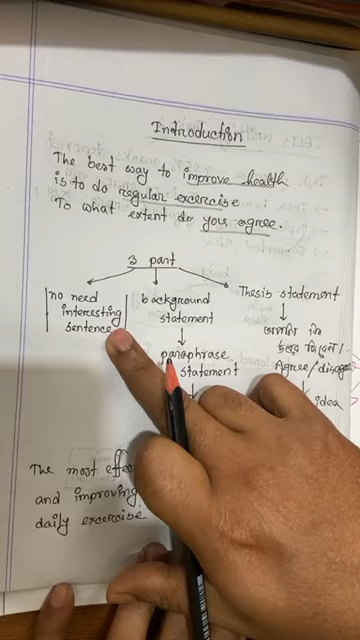 Introduction
The best way to improve health
is to do regular exercise
To what extent do you agree.
3 part
no need
interesting
sentence
background
statement
paraphrase
statement
Thesis statement
Agree/disagree
idea
The most effec
and improving
daily excercise